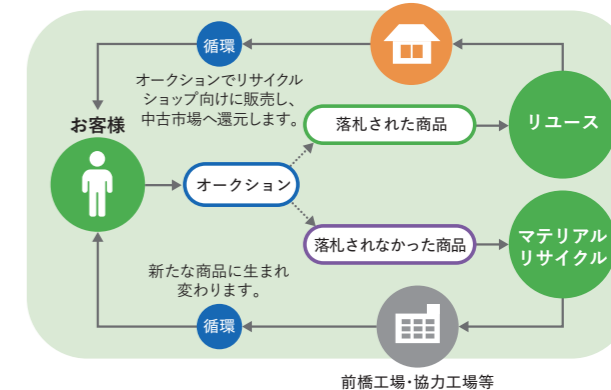 循環
オークションでリサイクル
ショップ向けに販売し、
中古市場へ還元します。
お客様
落札された商品
リユース
オークション
落札されなかった商品
マテリアル
リサイクル
新たな商品に生まれ
変わります。
循環
前橋工場・協力工場等